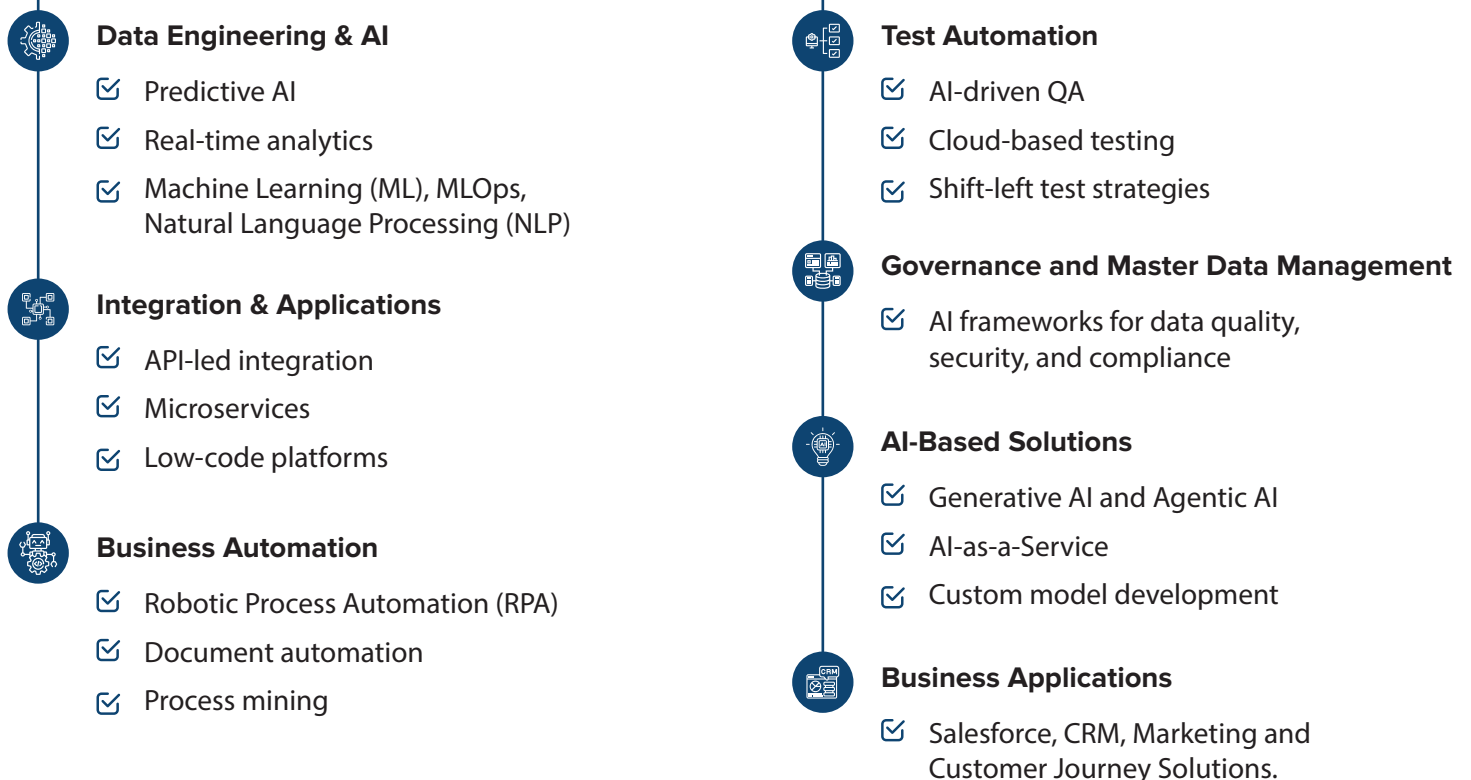 Data Engineering & AI
Predictive AI
Real-time analytics
Machine Learning (ML), MLOps,
Natural Language Processing (NLP)
Integration & Applications
API-led integration
Microservices
Low-code platforms
Business Automation
Robotic Process Automation (RPA)
Document automation
Process mining
Test Automation
AI-driven QA
Cloud-based testing
Shift-left test strategies
Governance and Master Data Management
AI frameworks for data quality,
security, and compliance
AI-Based Solutions
Generative AI and Agentic AI
AI-as-a-Service
Custom model development
CRM
Business Applications
Salesforce, CRM, Marketing and
Customer Journey Solutions.